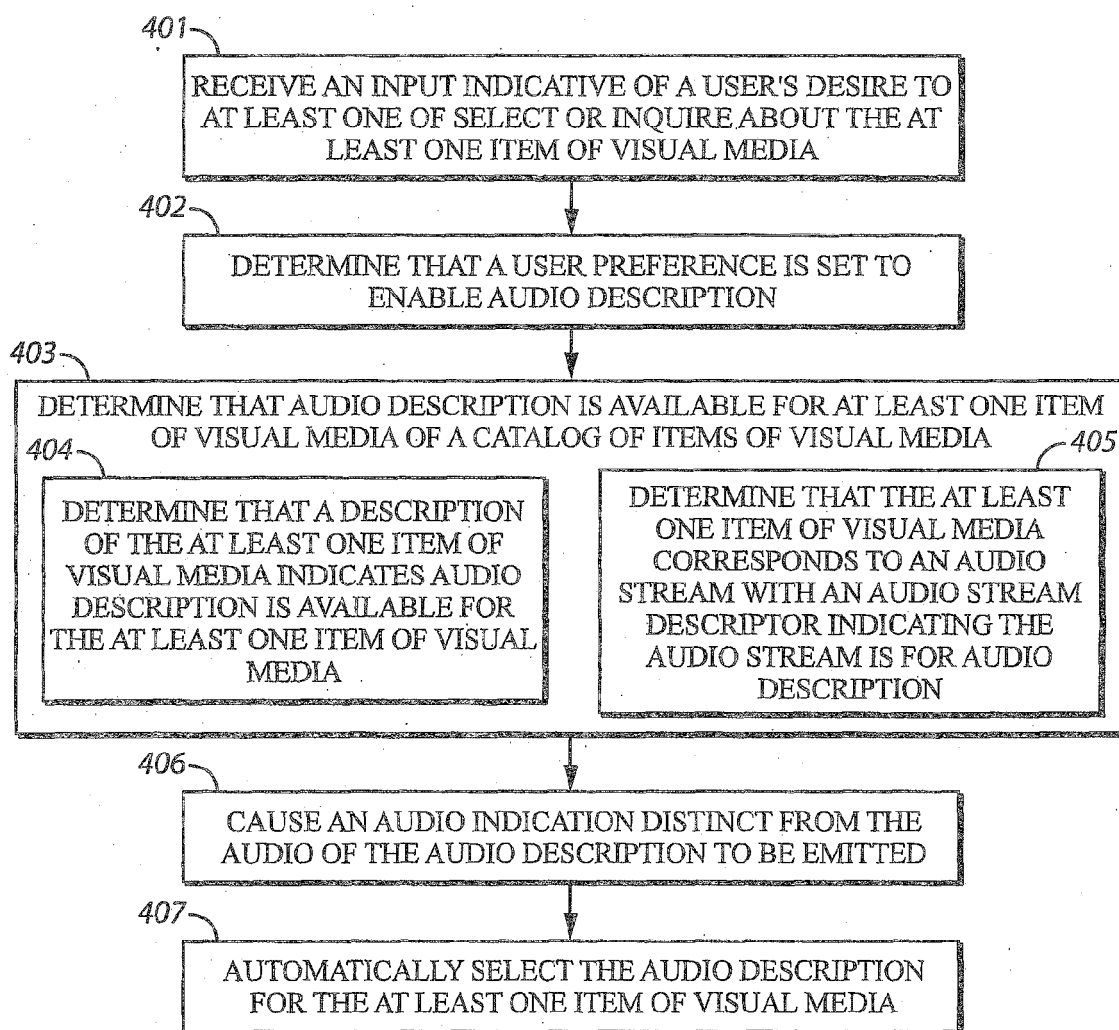 401
RECEIVE AN INPUT INDICATIVE OF A USER'S DESIRE TO
AT LEAST ONE OF SELECT OR INQUIRE ABOUT THE AT
LEAST ONE ITEM OF VISUAL MEDIA
402
DETERMINE THAT A USER PREFERENCE IS SET TO
ENABLE AUDIO DESCRIPTION
403
DETERMINE THAT AUDIO DESCRIPTION IS AVAILABLE FOR AT LEAST ONE ITEM
OF VISUAL MEDIA OF A CATALOG OF ITEMS OF VISUAL MEDIA
404
DETERMINE THAT A DESCRIPTION
OF THE AT LEAST ONE ITEM OF
VISUAL MEDIA INDICATES AUDIO
DESCRIPTION IS AVAILABLE FOR
THE AT LEAST ONE ITEM OF VISUAL
MEDIA
405
DETERMINE THAT THE AT LEAST
ONE ITEM OF VISUAL MEDIA
CORRESPONDS TO AN AUDIO
STREAM WITH AN AUDIO STREAM
DESCRIPTOR INDICATING THE
AUDIO STREAM IS FOR AUDIO
DESCRIPTION
406
CAUSE AN AUDIO INDICATION DISTINCT FROM THE
AUDIO OF THE AUDIO DESCRIPTION TO BE EMITTED
407
AUTOMATICALLY SELECT THE AUDIO DESCRIPTION
FOR THE AT LEAST ONE ITEM OF VISUAL MEDIA